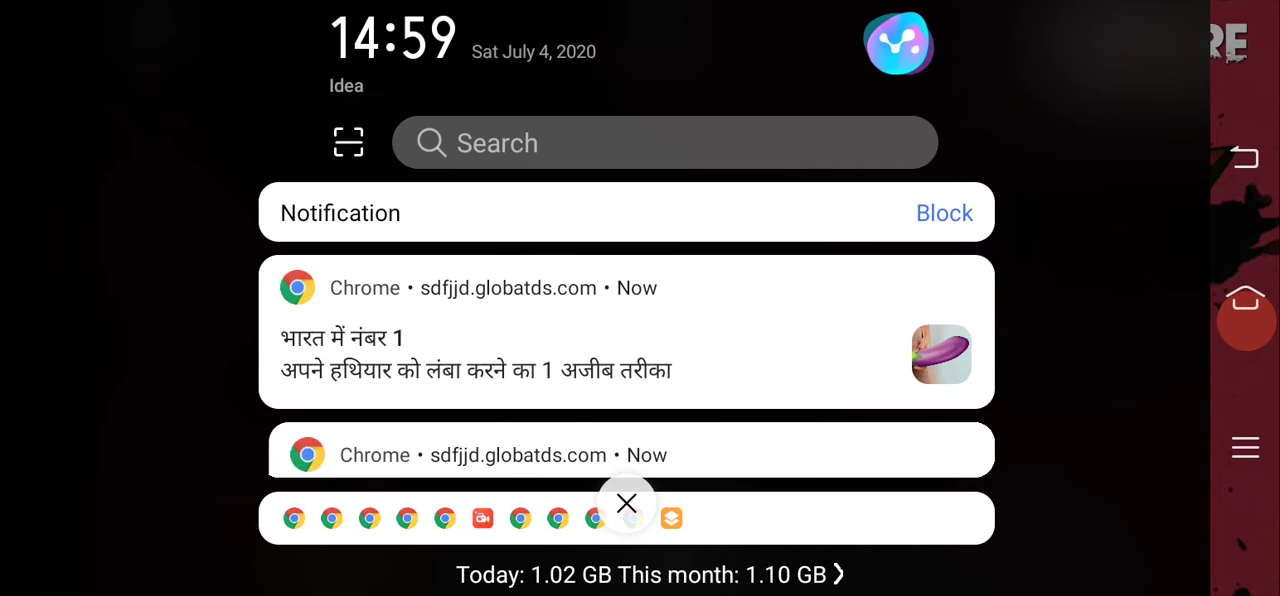 14:59 Sat July 4, 2020
RE
Idea
Search
Notification Block
Chrome • sdfjjd.globatds.com • Now
भारत में नंबर 1
अपने हथियार को लंबा करने का 1 अजीब तरीका
Chrome • sdfjjd.globatds.com • Now
Today: 1.02 GB This month: 1.10 GB ❯